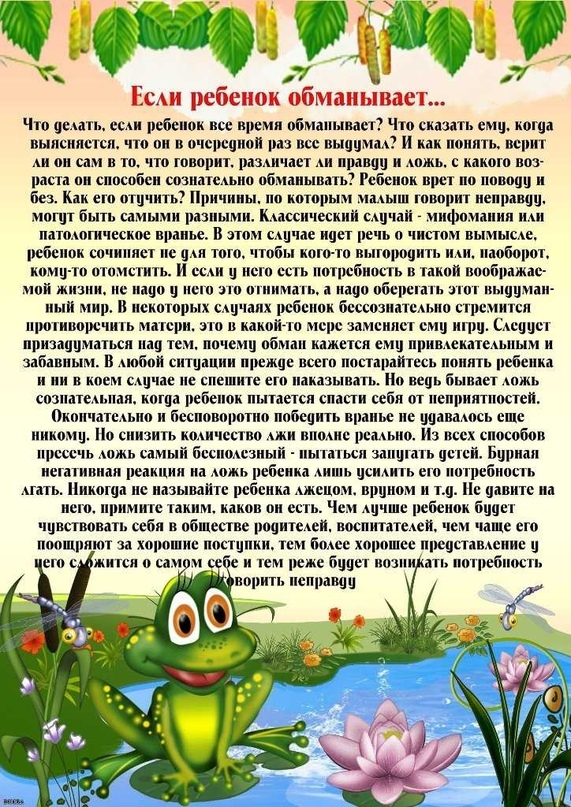 Если ребенок обманывает...
Что делать, если ребенок все время обманывает? Что сказать ему, когда
выясняется, что он в очередной раз все выдумал? И как понять, верит
ли он сам в то, что говорит, различает ли правду и ложь, с какого воз-
раста он способен сознательно обманывать? Ребенок врет по поводу и
без. Как его отучить? Причины, по которым малыш говорит неправду,
могут быть самыми разными. Классический случай - мифомания или
патологическое вранье. В этом случае идет речь о чистом вымысле,
ребенок сочиняет не для того, чтобы кого-то выгородить или, наоборот,
кому-то отомстить. И если у него есть потребность в такой воображае-
мой жизни, не надо у него это отнимать, а надо оберегать этот выдуман-
ный мир. В некоторых случаях ребенок бессознательно стремится
противоречить матери, это в какой-то мере заменяет ему игру. Следует
призадуматься над тем, почему обман кажется ему привлекательным и
забавным. В любой ситуации прежде всего постарайтесь понять ребенка
и ни в коем случае не спешите его наказывать. Но ведь бывает ложь
сознательная, когда ребенок пытается спасти себя от неприятностей.
Окончательно и бесповоротно победить вранье не удавалось еще
никому. Но снизить количество лжи вполне реально. Из всех способов
пресечь ложь самый бесполезный - пытаться запугать детей. Бурная
негативная реакция на ложь ребенка лишь усилить его потребность
лгать. Никогда не называйте ребенка лжецом, вруном и т.д. Не давите на
него, примите таким, каков он есть. Чем лучше ребенок будет
чувствовать себя в обществе родителей, воспитателей, чем чаще его
поощряют за хорошие поступки, тем более хорошее представление у
него сложится о самом себе и тем реже будет возникать потребность
говорить неправду